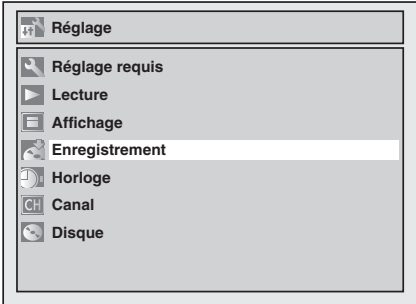 Réglage
Réglage requis
Lecture
Affichage
Enregistrement
Horloge
CH Canal
Disque